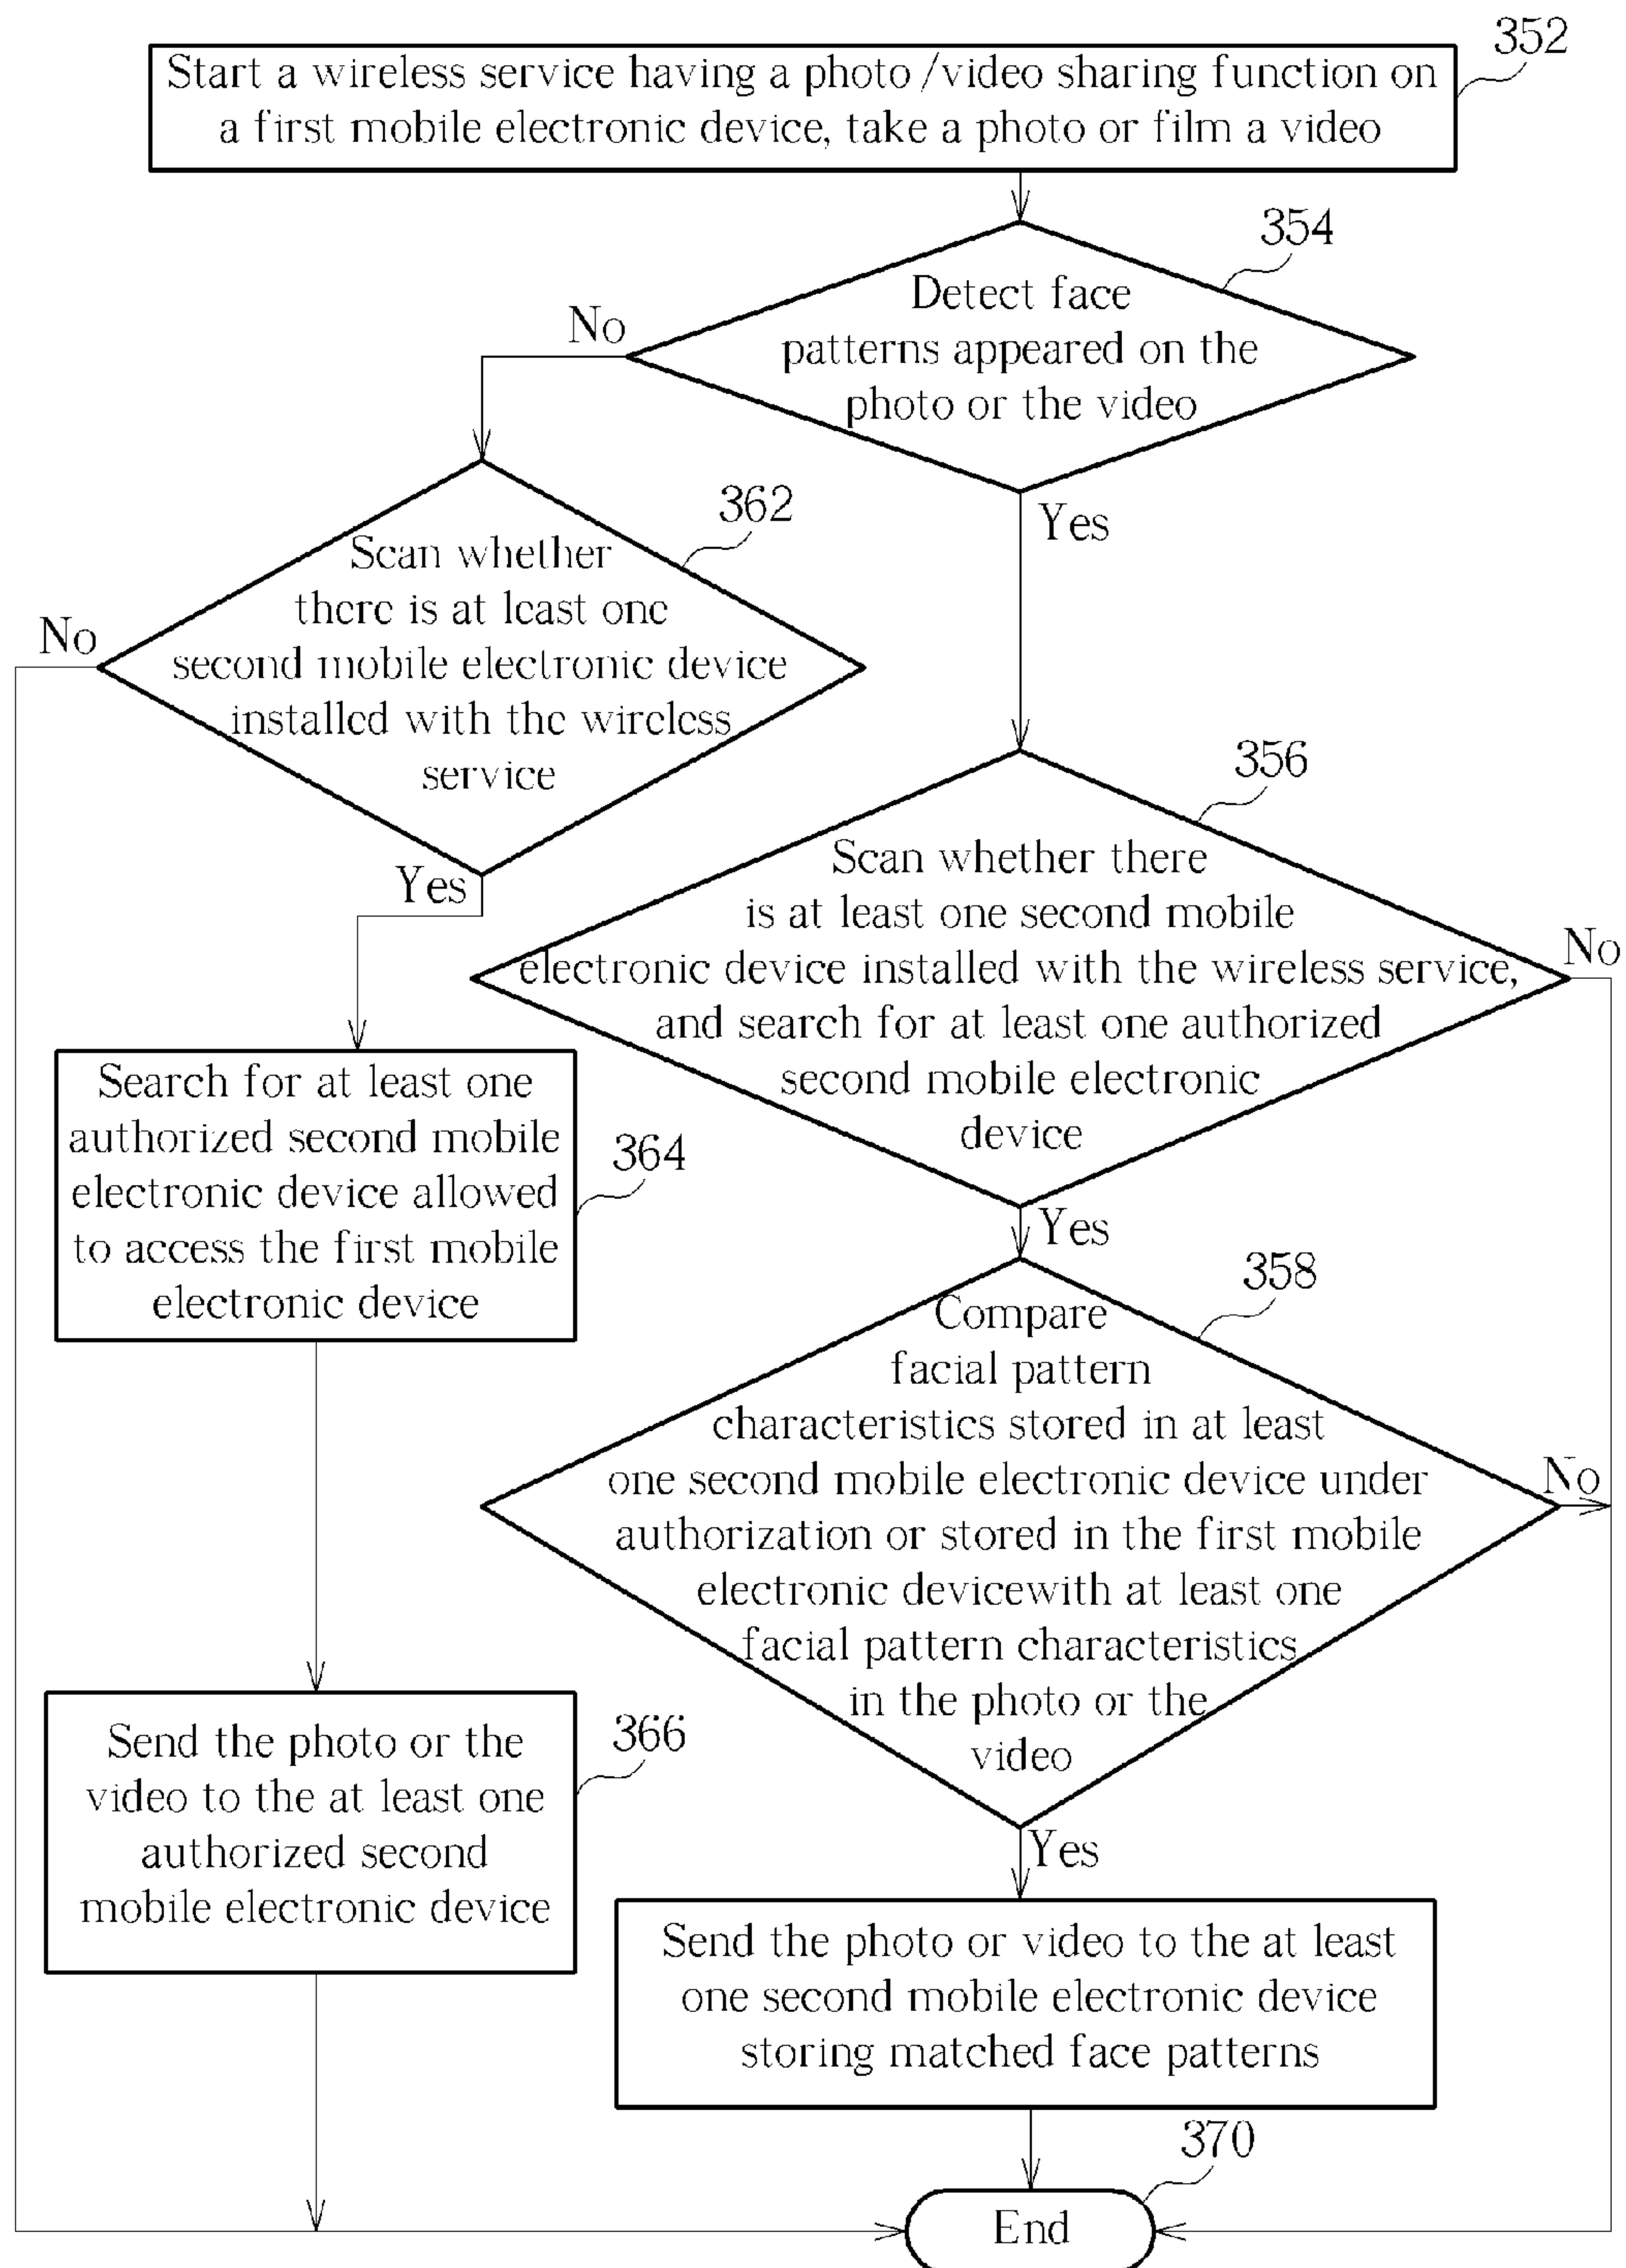 352
Start a wireless service having a photo/video sharing function on
a first mobile electronic device, take a photo or film a video
354
Detect face
patterns appeared on the
photo or the video
No
Yes
362
Scan whether
there is at least one
second mobile electronic device
installed with the wireless
service
No
Yes
356
Scan whether there
is at least one second mobile
electronic device installed with the wireless service,
and search for at least one authorized
second mobile electronic
device
No
Yes
Search for at least one
authorized second mobile
electronic device allowed
to access the first mobile
electronic device
364
358
Compare
facial pattern
characteristics stored in at least
one second mobile electronic device under
authorization or stored in the first mobile
electronic devicewith at least one
facial pattern characteristics
in the photo or the
video
No
Yes
Send the photo or the
video to the at least one
authorized second
mobile electronic device
366
Send the photo or video to the at least
one second mobile electronic device
storing matched face patterns
370
End